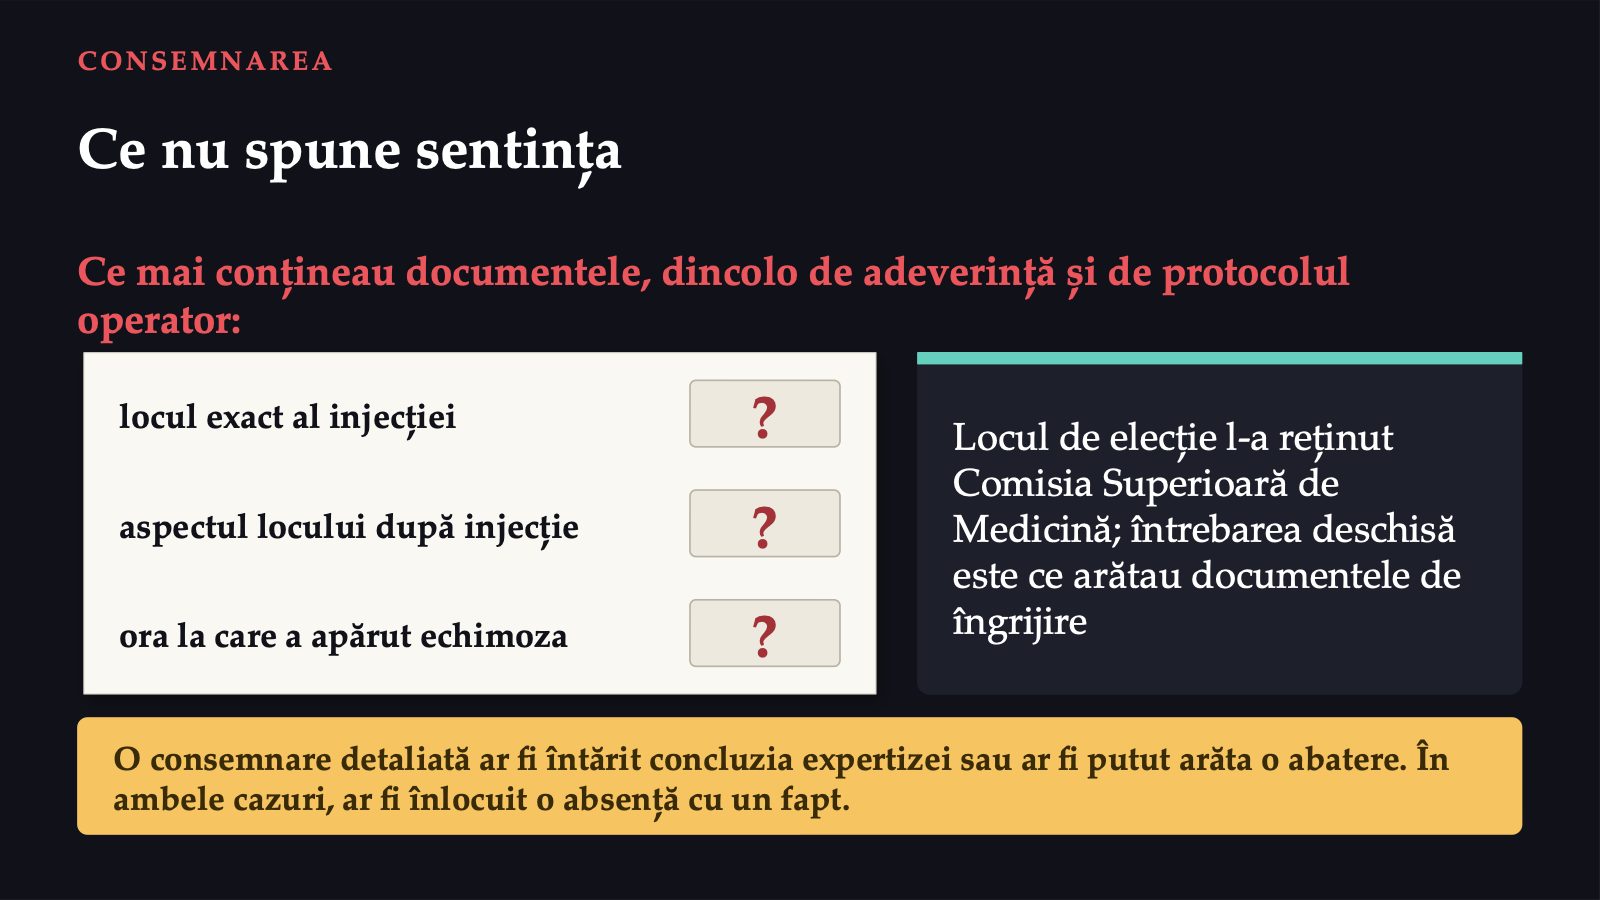 CONSEMNAREA
Ce nu spune sentința
Ce mai conțineau documentele, dincolo de adeverință și de protocolul
operator:
locul exact al injecției
?
aspectul locului după injecție
?
ora la care a apărut echimoza
?
Locul de elecție l-a reținut
Comisia Superioară de
Medicină; întrebarea deschisă
este ce arătau documentele de
îngrijire
O consemnare detaliată ar fi întărit concluzia expertizei sau ar fi putut arăta o abatere. În
ambele cazuri, ar fi înlocuit o absență cu un fapt.